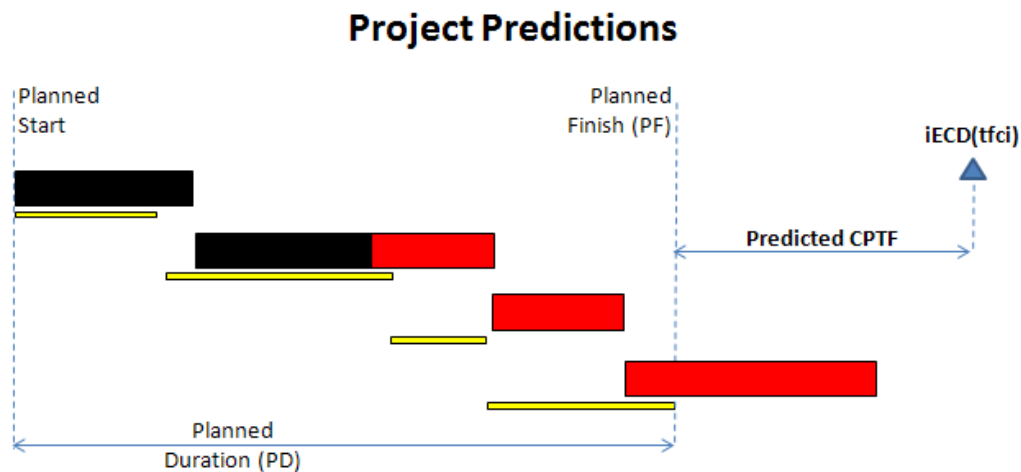 Project Predictions
Planned
Start
Planned
Finish (PF)
iECD(tfci)
Predicted CPTF
Planned
Duration (PD)